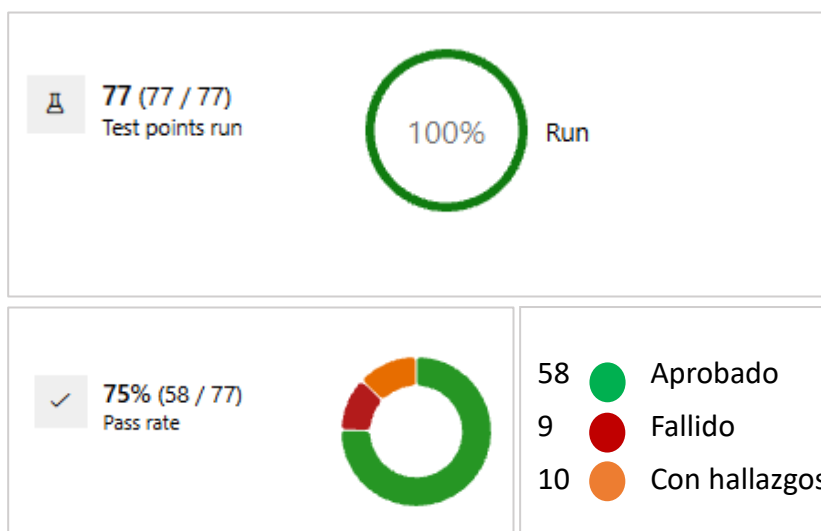 77 (77 / 77)
Test points run
100%
Run
75% (58 / 77)
Pass rate
58 Aprobado
9 Fallido
10 Con hallazgos